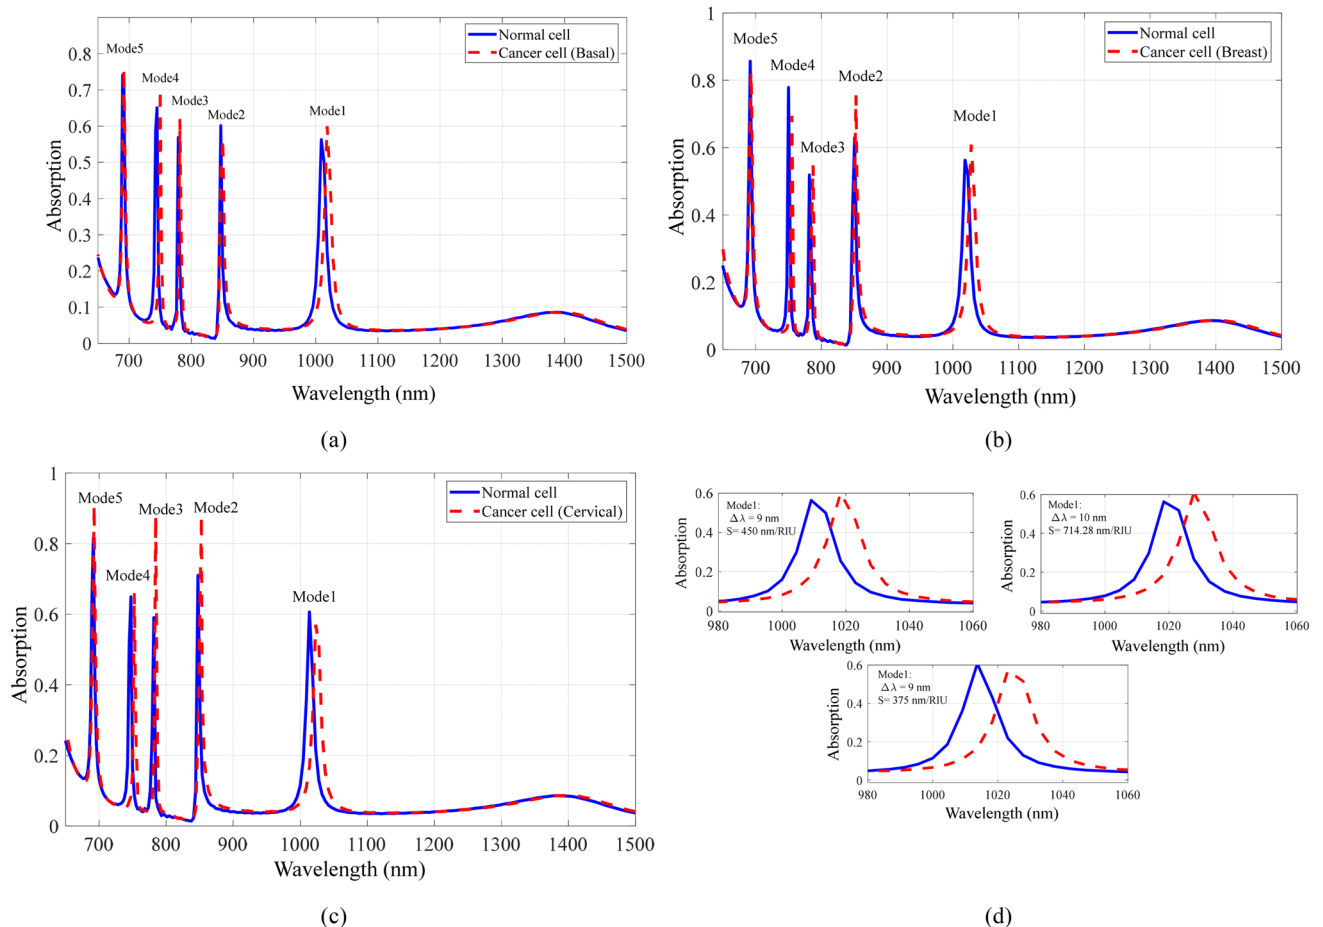 Normal cell
Cancer cell (Basal)
Mode5
Mode4
Mode3
Mode2
Mode1
0.8
0.7
0.6
0.5
0.4
0.3
0.2
0.1
0
Absorption
700 800 900 1000 1100 1200 1300 1400 1500
Wavelength (nm)
(a)
Normal cell
Cancer cell (Breast)
Mode5
Mode4
Mode3
Mode2
Mode1
1
0.8
0.6
0.4
0.2
0
Absorption
700 800 900 1000 1100 1200 1300 1400 1500
Wavelength (nm)
(b)
Normal cell
Cancer cell (Cervical)
Mode5
Mode3
Mode2
Mode4
Mode1
1
0.8
0.6
0.4
0.2
0
Absorption
700 800 900 1000 1100 1200 1300 1400 1500
Wavelength (nm)
(c)
Mode1:
Δλ = 9 nm
S= 450 nm/RIU
0.6
0.4
0.2
0
Absorption
980 1000 1020 1040 1060
Wavelength (nm)
Mode1:
Δλ = 10 nm
S= 714.28 nm/RIU
0.6
0.4
0.2
0
Absorption
980 1000 1020 1040 1060
Wavelength (nm)
Mode1:
Δλ = 9 nm
S= 375 nm/RIU
0.6
0.4
0.2
0
Absorption
980 1000 1020 1040 1060
Wavelength (nm)
(d)